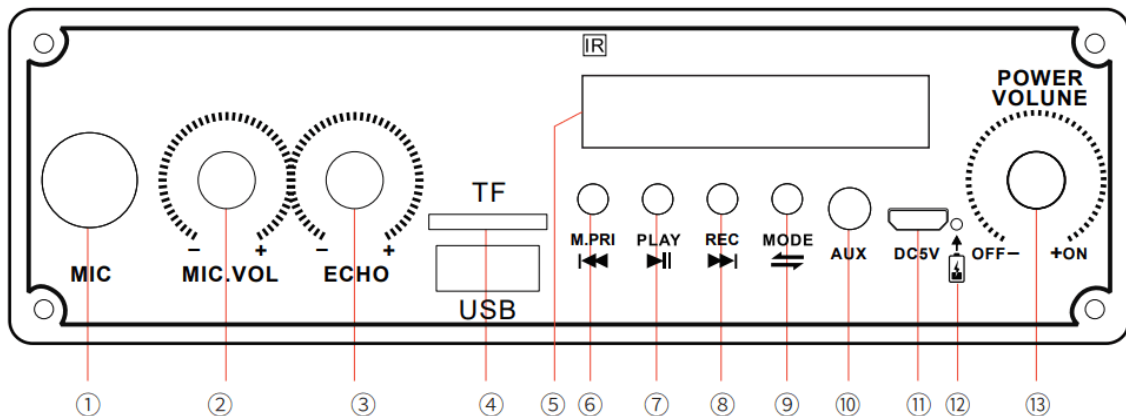 IR
POWER
VOLUNE
TF
M.PRI PLAY REC MODE AUX DC5V OFF− +ON
− + − +
MIC MIC.VOL ECHO
USB
① ② ③ ④ ⑤ ⑥ ⑦ ⑧ ⑨ ⑩ ⑪ ⑫ ⑬